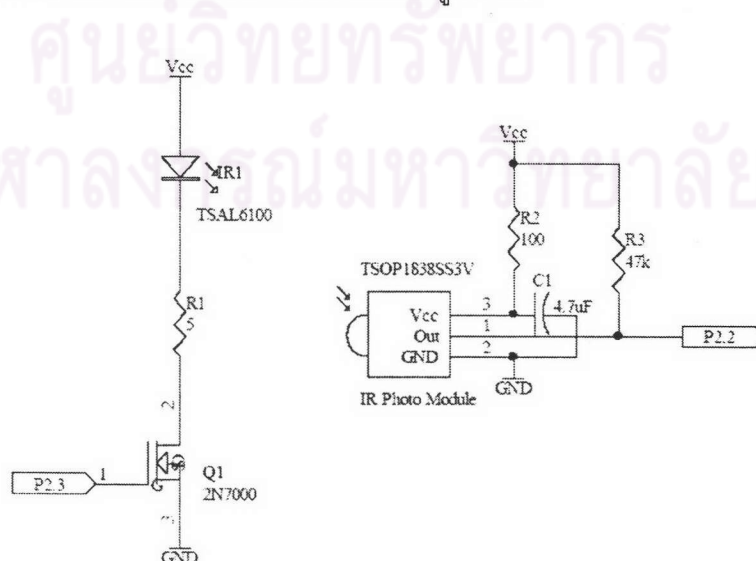 ศูนย์วิทยทรัพยากร
จุฬาลงกรณ์มหาวิทยาลัย
Vcc
IR1
TSAL6100
R1
5
2
P2.3
1
G
Q1
2N7000
3
GND
Vcc
R2
100
R3
47k
TSOP1838SS3V
C1
4.7uF
Vcc
3
Out
1
GND
2
P2.2
GND
IR Photo Module